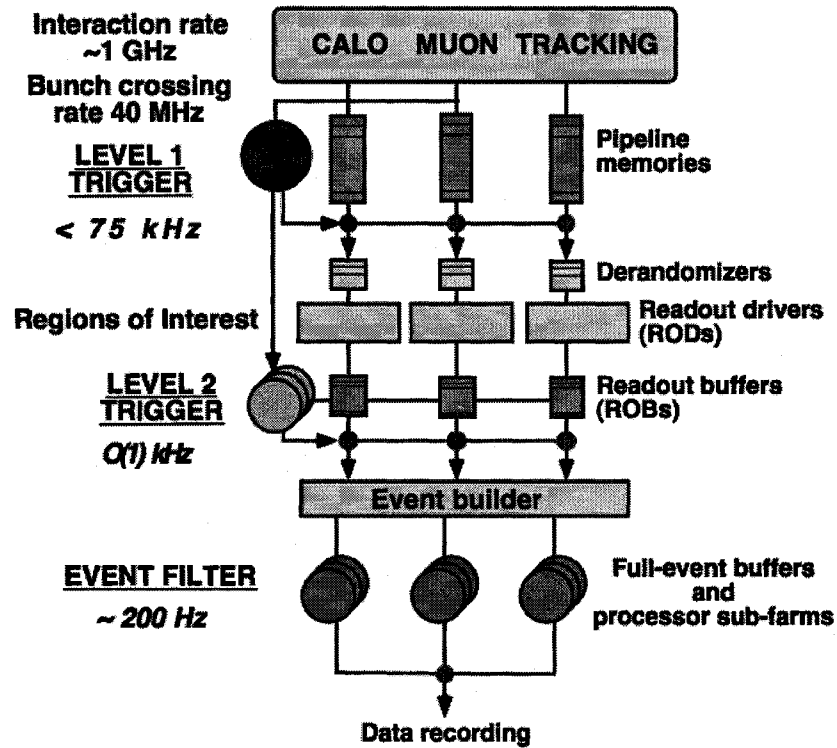 Interaction rate
~1 GHz
Bunch crossing
rate 40 MHz
CALO MUON TRACKING
LEVEL 1
TRIGGER
< 75 kHz
Pipeline
memories
Derandomizers
Regions of Interest
Readout drivers
(RODs)
LEVEL 2
TRIGGER
O(1) kHz
Readout buffers
(ROBs)
Event builder
EVENT FILTER
~ 200 Hz
Full-event buffers
and
processor sub-farms
Data recording